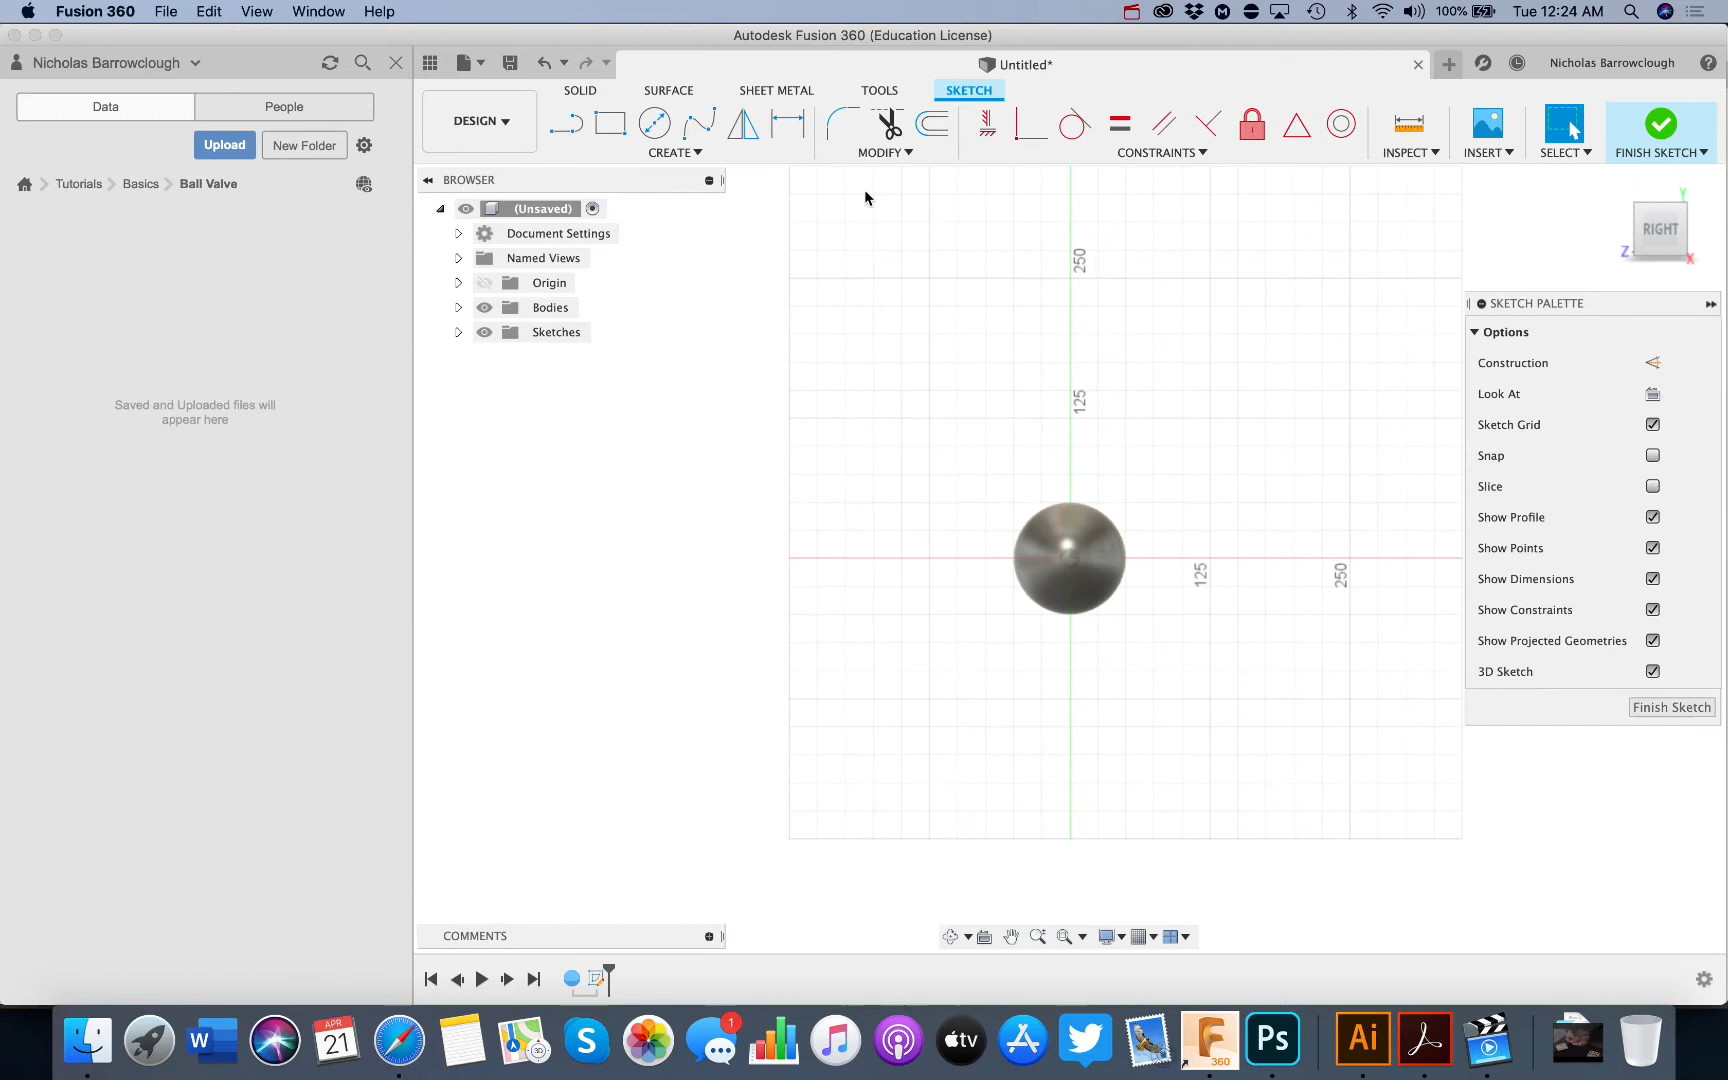 Fusion 360 File Edit View Window Help 100% Tue 12:24 AM
Autodesk Fusion 360 (Education License)
Nicholas Barrowclough Untitled* Nicholas Barrowclough
Data People SOLID SURFACE SHEET METAL TOOLS SKETCH
Upload New Folder
DESIGN
CREATE MODIFY CONSTRAINTS INSPECT INSERT SELECT FINISH SKETCH
Tutorials Basics Ball Valve
BROWSER
(Unsaved)
Document Settings
Named Views
Origin
Bodies
Sketches
Saved and Uploaded files will
appear here
250
125
125
250
RIGHT
Y
Z
X
SKETCH PALETTE
Options
Construction
Look At
Sketch Grid
Snap
Slice
Show Profile
Show Points
Show Dimensions
Show Constraints
Show Projected Geometries
3D Sketch
Finish Sketch
COMMENTS
APR
21
W
3D
S
1
tv
F
360
Ps
Ai